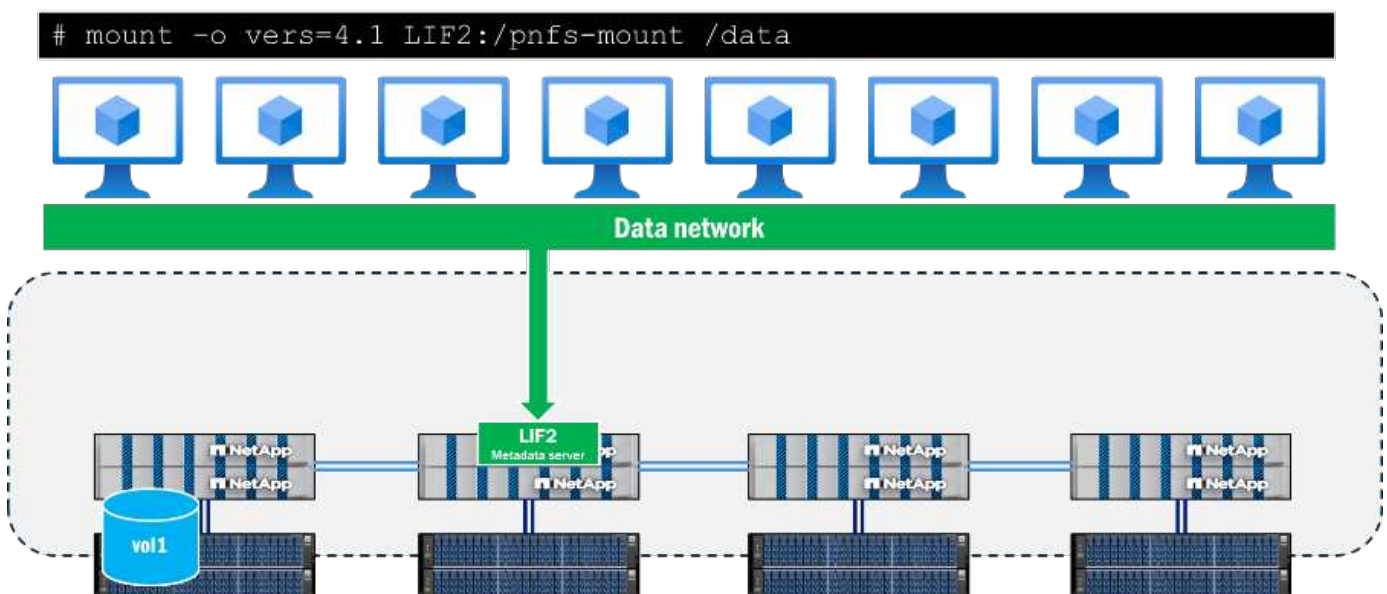 # mount -o vers=4.1 LIF2:/pnfs-mount /data
Data network
LIF2
Metadata server
NetApp
NetApp
NetApp
NetApp
NetApp
NetApp
NetApp
vol1